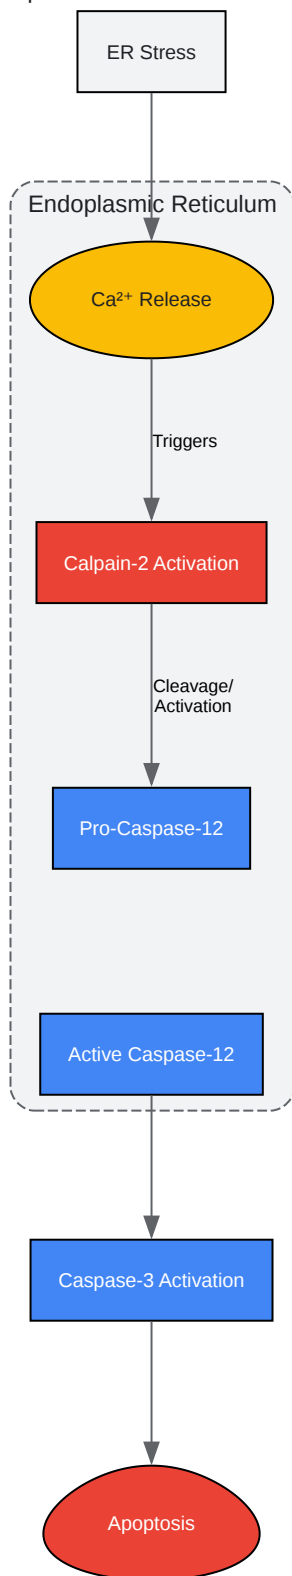 ER Stress
Endoplasmic Reticulum
Ca²⁺ Release
Triggers
Calpain-2 Activation
Cleavage/
Activation
Pro-Caspase-12
Active Caspase-12
Caspase-3 Activation
Apoptosis